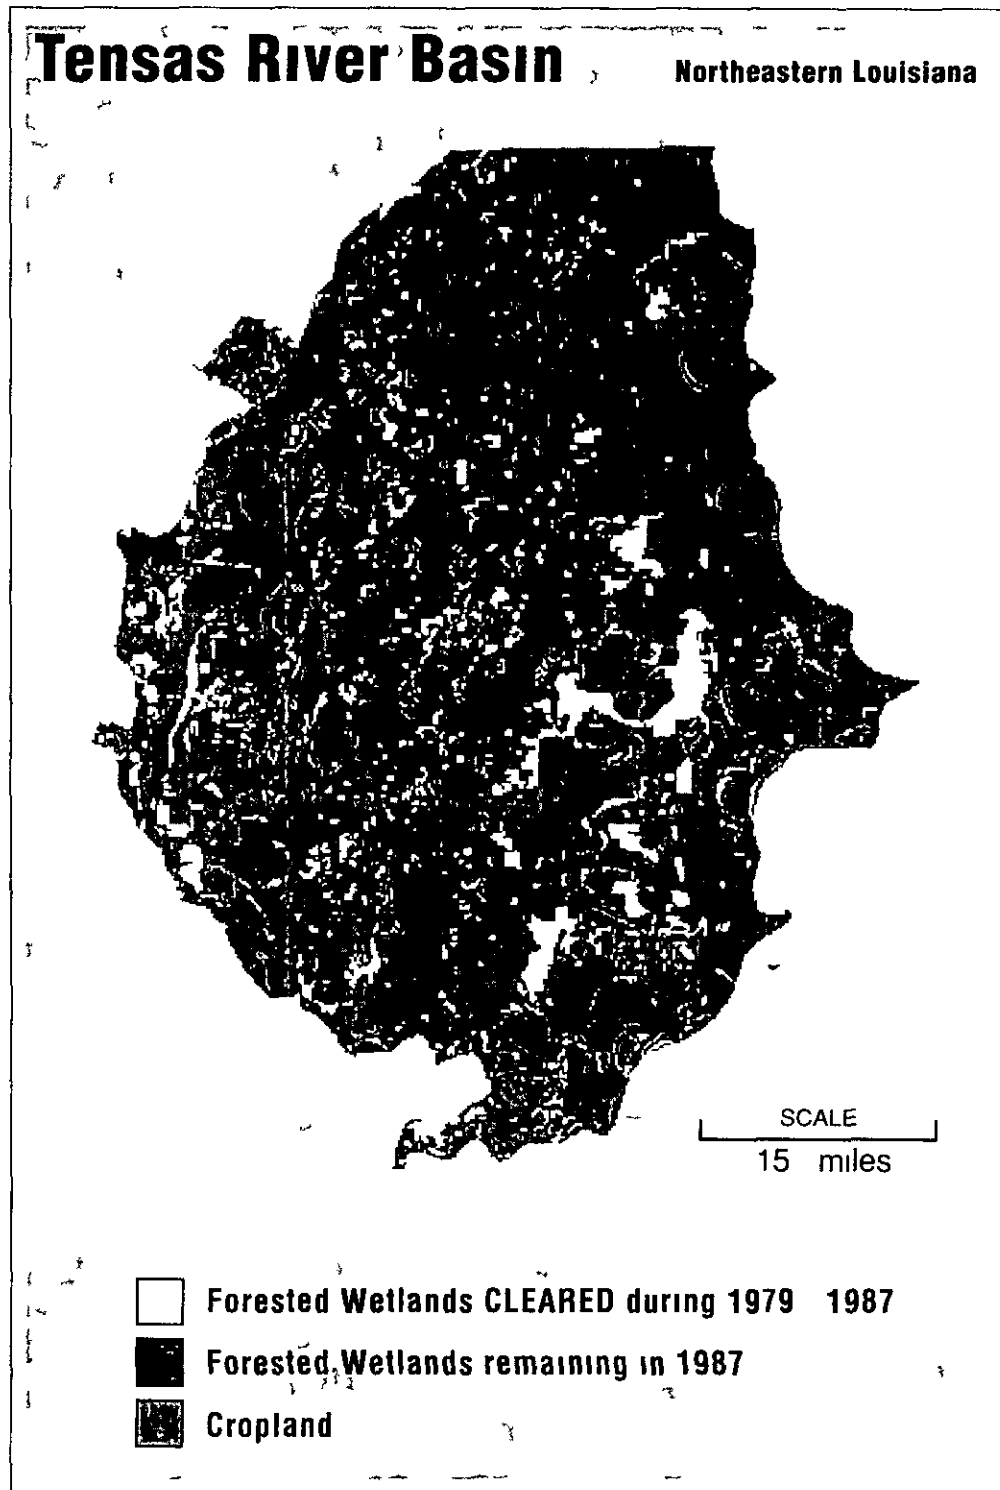 Tensas River Basin
Northeastern Louisiana
SCALE
15 miles
Forested Wetlands CLEARED during 1979 1987
Forested Wetlands remaining in 1987
Cropland